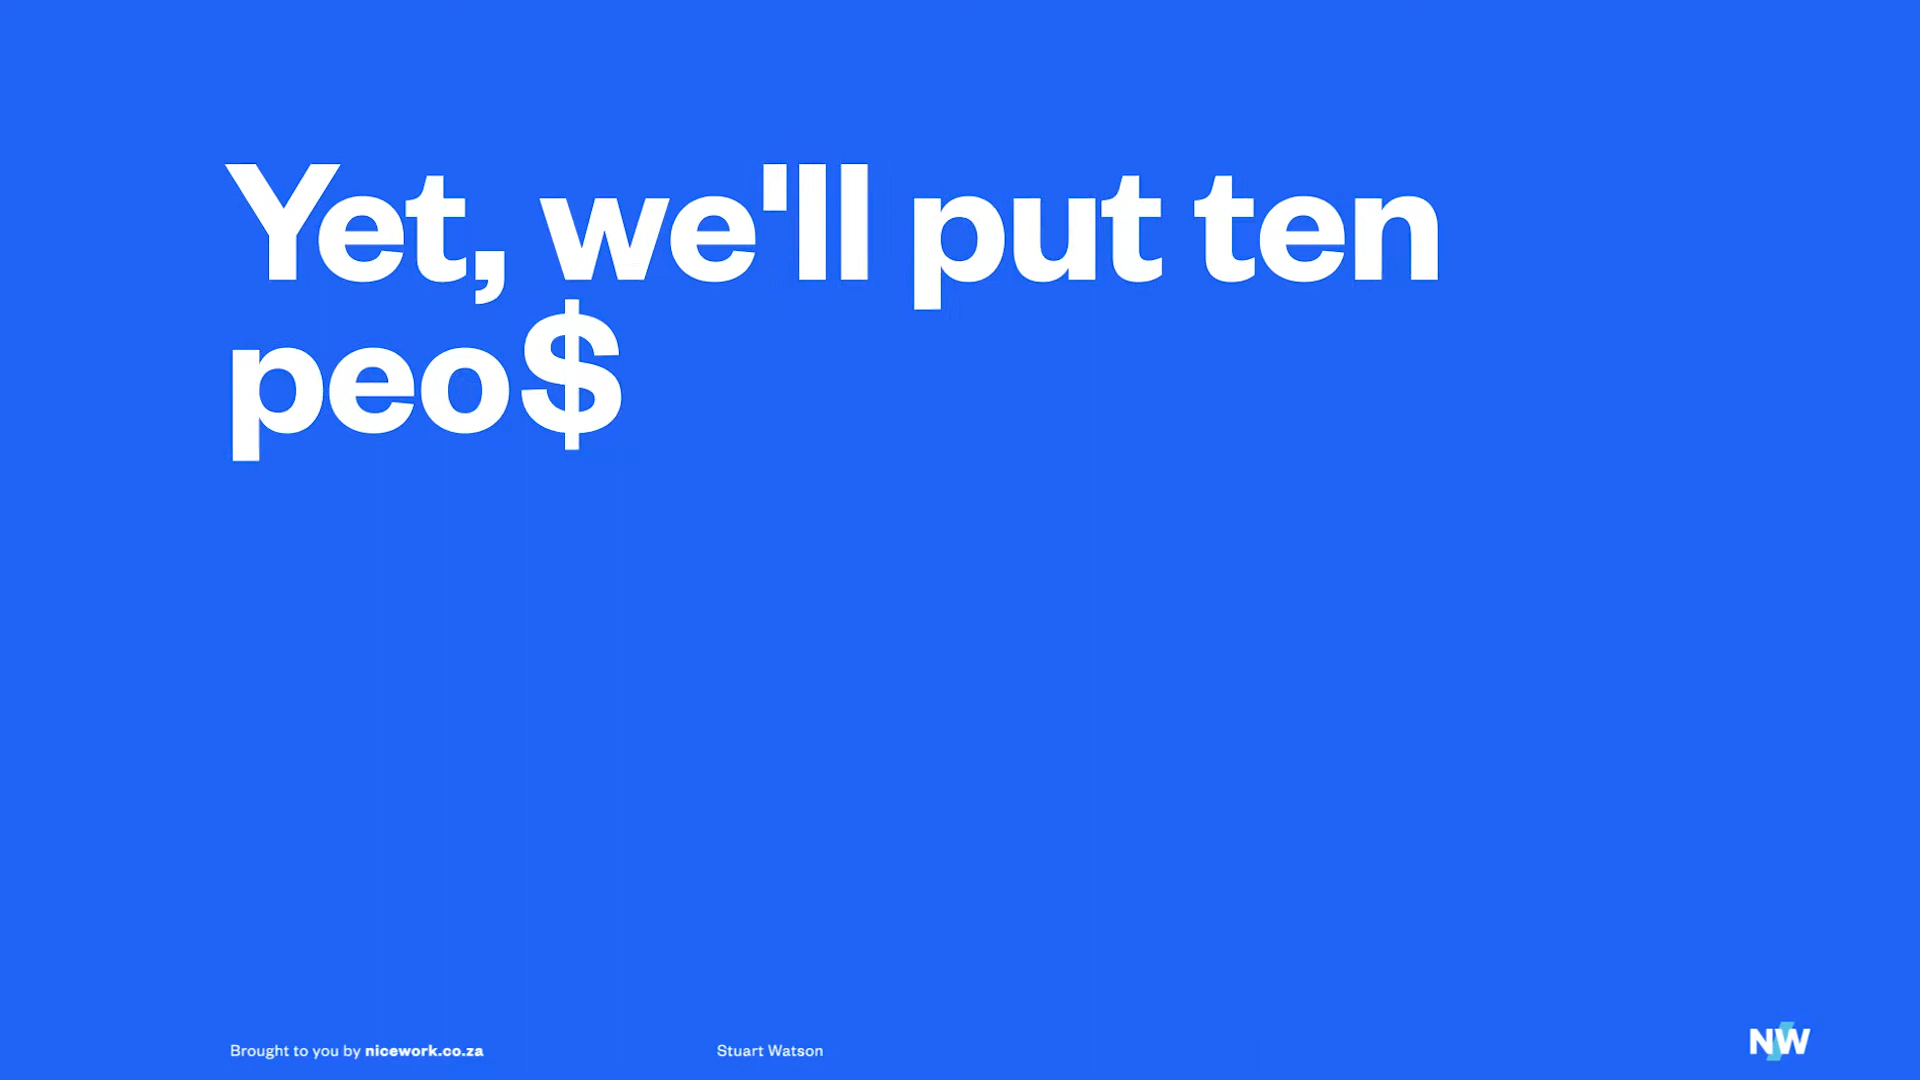 Yet, we'll put ten
peo$
Brought to you by nicework.co.za
Stuart Watson
NW